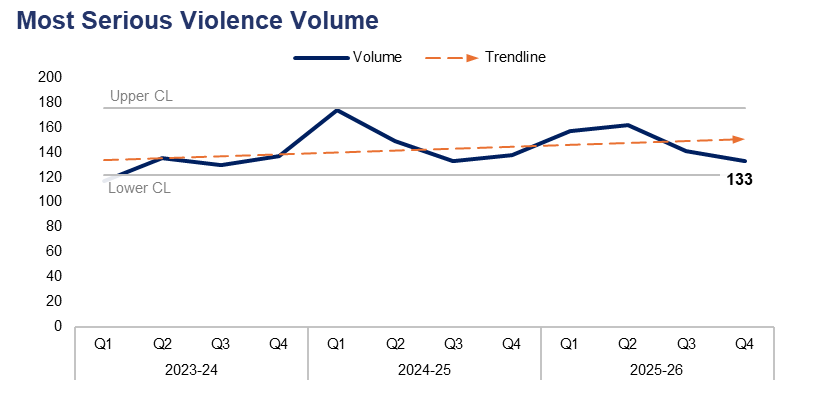 Most Serious Violence Volume
Volume Trendline
200
180
160
140
120
100
80
60
40
20
0
Upper CL
Lower CL
133
Q1 Q2 Q3 Q4 Q1 Q2 Q3 Q4 Q1 Q2 Q3 Q4
2023-24 2024-25 2025-26